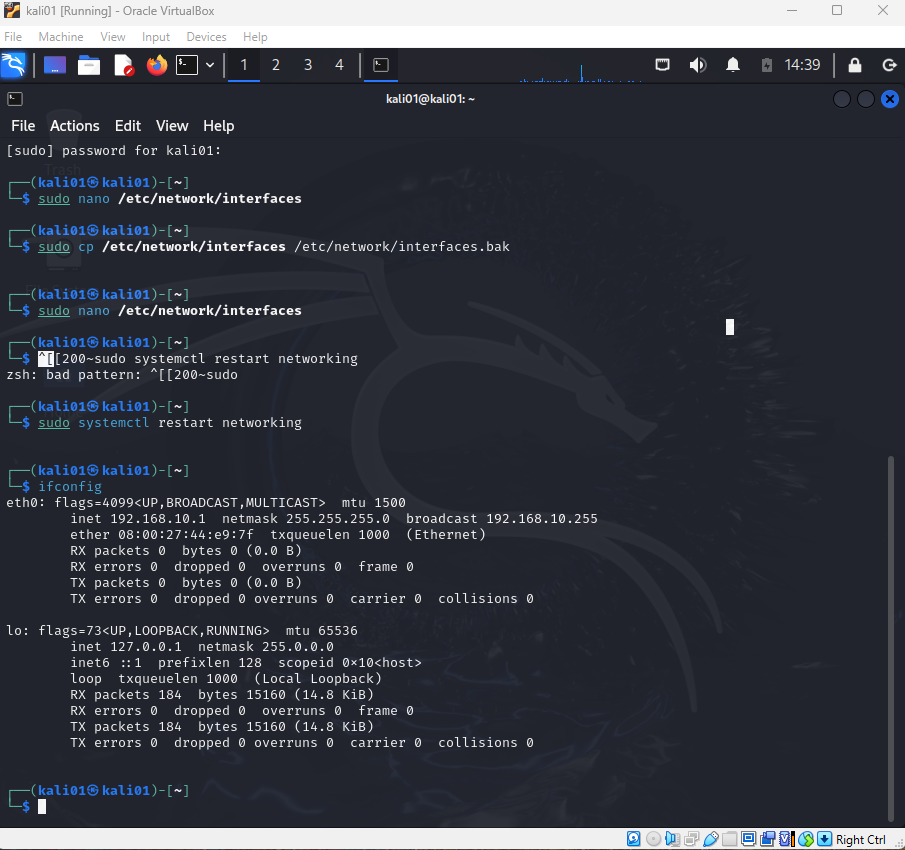 kali01 [Running] - Oracle VirtualBox
File Machine View Input Devices Help
1 2 3 4 14:39
kali01@kali01: ~
File Actions Edit View Help
[sudo] password for kali01:
┌──(kali01㉿kali01)-[~]
└─$ sudo nano /etc/network/interfaces
┌──(kali01㉿kali01)-[~]
└─$ sudo cp /etc/network/interfaces /etc/network/interfaces.bak
┌──(kali01㉿kali01)-[~]
└─$ sudo nano /etc/network/interfaces
┌──(kali01㉿kali01)-[~]
└─$ ^[[200~sudo systemctl restart networking
zsh: bad pattern: ^[[200~sudo
┌──(kali01㉿kali01)-[~]
└─$ sudo systemctl restart networking
┌──(kali01㉿kali01)-[~]
└─$ ifconfig
eth0: flags=4099<UP,BROADCAST,MULTICAST>  mtu 1500
        inet 192.168.10.1  netmask 255.255.255.0  broadcast 192.168.10.255
        ether 08:00:27:44:e9:7f  txqueuelen 1000  (Ethernet)
        RX packets 0  bytes 0 (0.0 B)
        RX errors 0  dropped 0  overruns 0  frame 0
        TX packets 0  bytes 0 (0.0 B)
        TX errors 0  dropped 0 overruns 0  carrier 0  collisions 0
lo: flags=73<UP,LOOPBACK,RUNNING>  mtu 65536
        inet 127.0.0.1  netmask 255.0.0.0
        inet6 ::1  prefixlen 128  scopeid 0×10<host>
        loop  txqueuelen 1000  (Local Loopback)
        RX packets 184  bytes 15160 (14.8 KiB)
        RX errors 0  dropped 0  overruns 0  frame 0
        TX packets 184  bytes 15160 (14.8 KiB)
        TX errors 0  dropped 0 overruns 0  carrier 0  collisions 0
┌──(kali01㉿kali01)-[~]
└─$
Right Ctrl